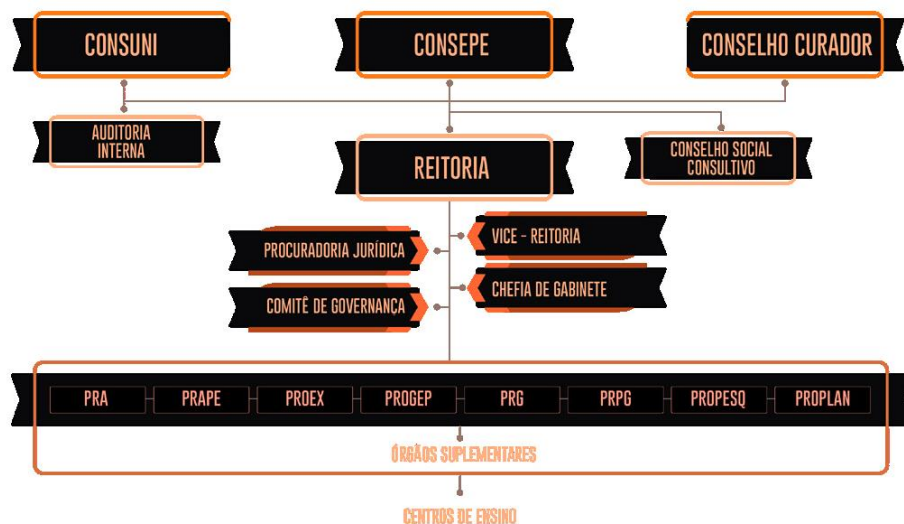 CONSUNI
CONSEPE
CONSELHO CURADOR
AUDITORIA
INTERNA
REITORIA
CONSELHO SOCIAL
CONSULTIVO
PROCURADORIA JURÍDICA
VICE - REITORIA
COMITÊ DE GOVERNANÇA
CHEFIA DE GABINETE
PRA
PRAPE
PROEX
PROGEP
PRG
PRPG
PROPESQ
PROPLAN
ÓRGÃOS SUPLEMENTARES
CENTROS DE ENSINO